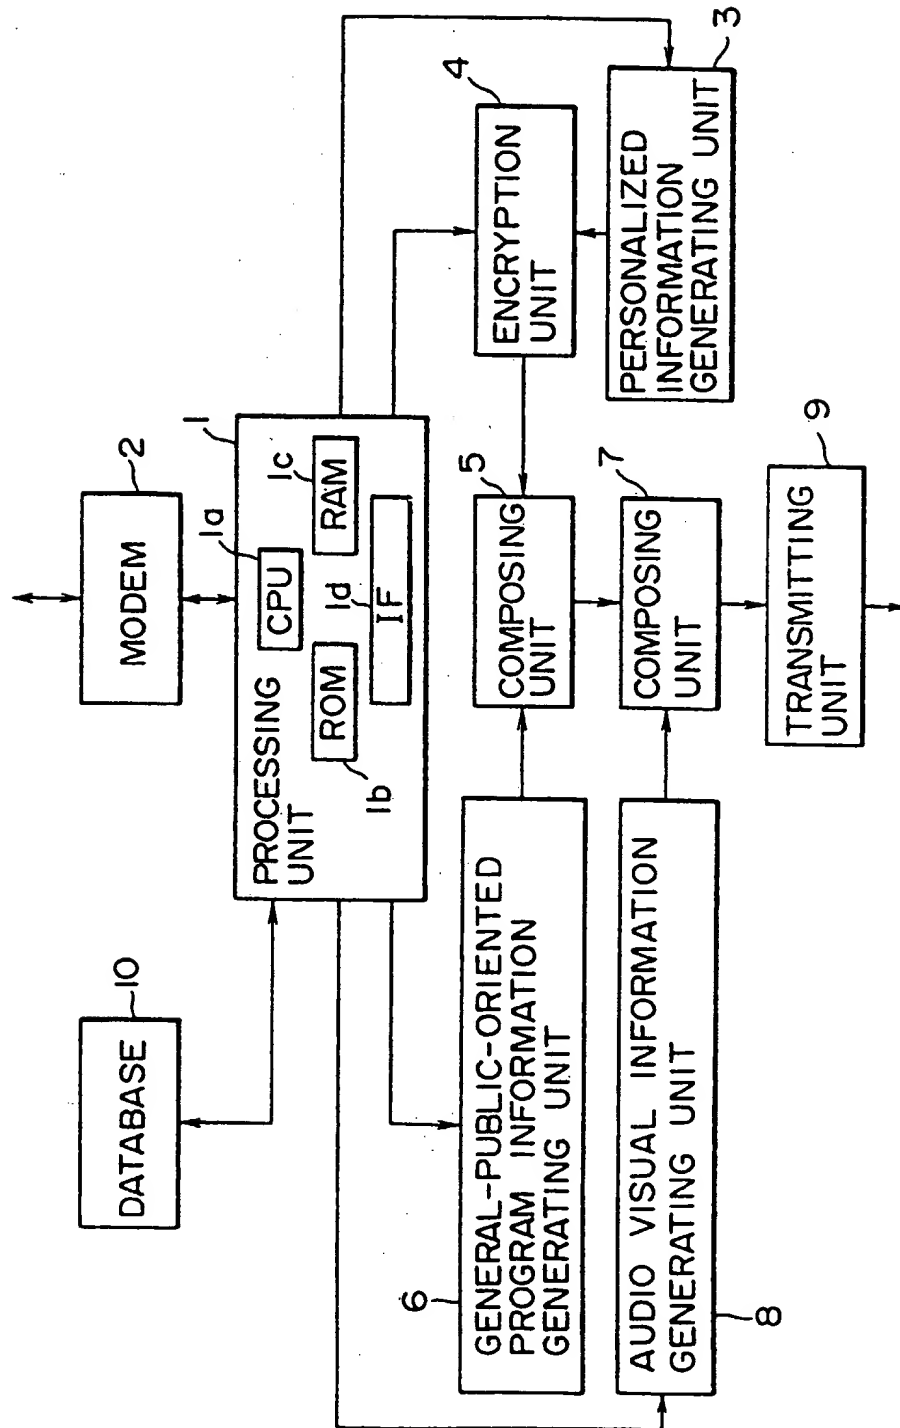 10
DATABASE
2
MODEM
1
PROCESSING
UNIT
1a
CPU
1b
ROM
1c
RAM
1d
IF
4
ENCRYPTION
UNIT
3
PERSONALIZED
INFORMATION
GENERATING UNIT
6
GENERAL-PUBLIC-ORIENTED
PROGRAM INFORMATION
GENERATING UNIT
5
COMPOSING
UNIT
8
AUDIO VISUAL INFORMATION
GENERATING UNIT
7
COMPOSING
UNIT
9
TRANSMITTING
UNIT